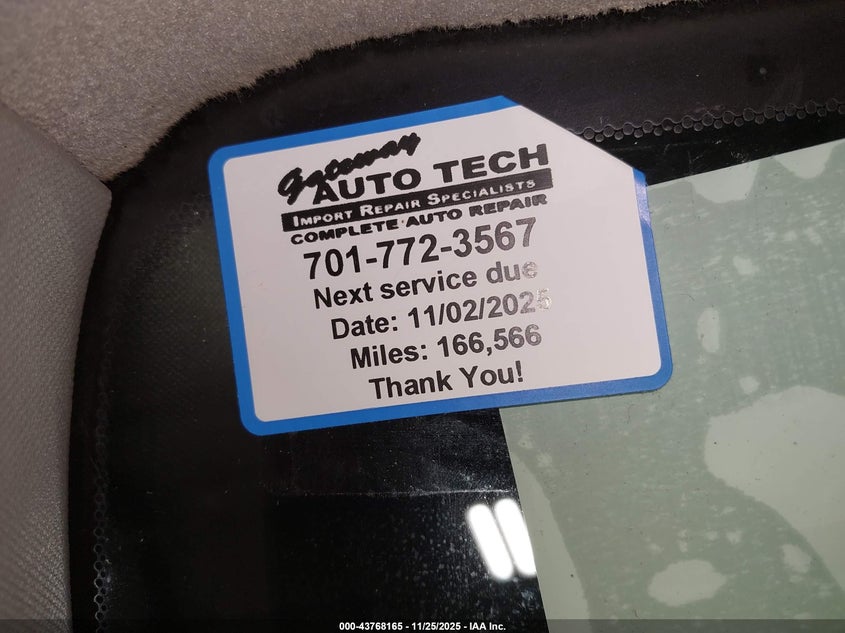 Gateway
AUTO TECH
IMPORT REPAIR SPECIALISTS
COMPLETE AUTO REPAIR
701-772-3567
Next service due
Date: 11/02/2025
Miles: 166,566
Thank You!
000-43768165 - 11/25/2025 - IAA Inc.